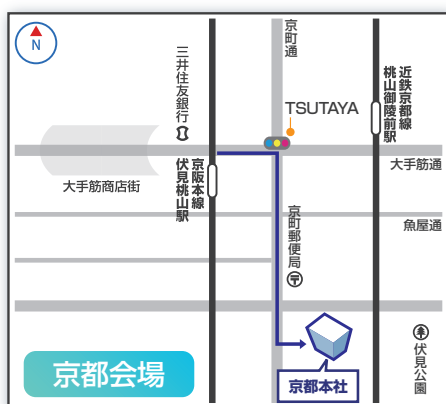 N
三井住友銀行
京町通
TSUTAYA
近鉄京都線
桃山御陵前駅
大手筋通
大手筋商店街
京阪本線
伏見桃山駅
魚屋通
京町郵便局
〒
伏見公園
京都本社
京都会場